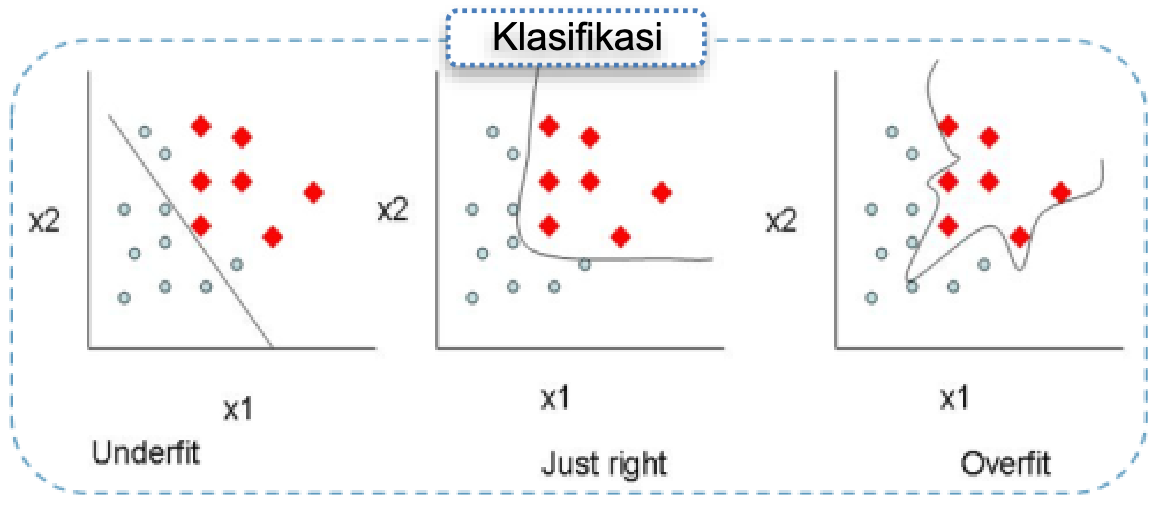 Klasifikasi
x2
x1
Underfit
x2
x1
Just right
x2
x1
Overfit